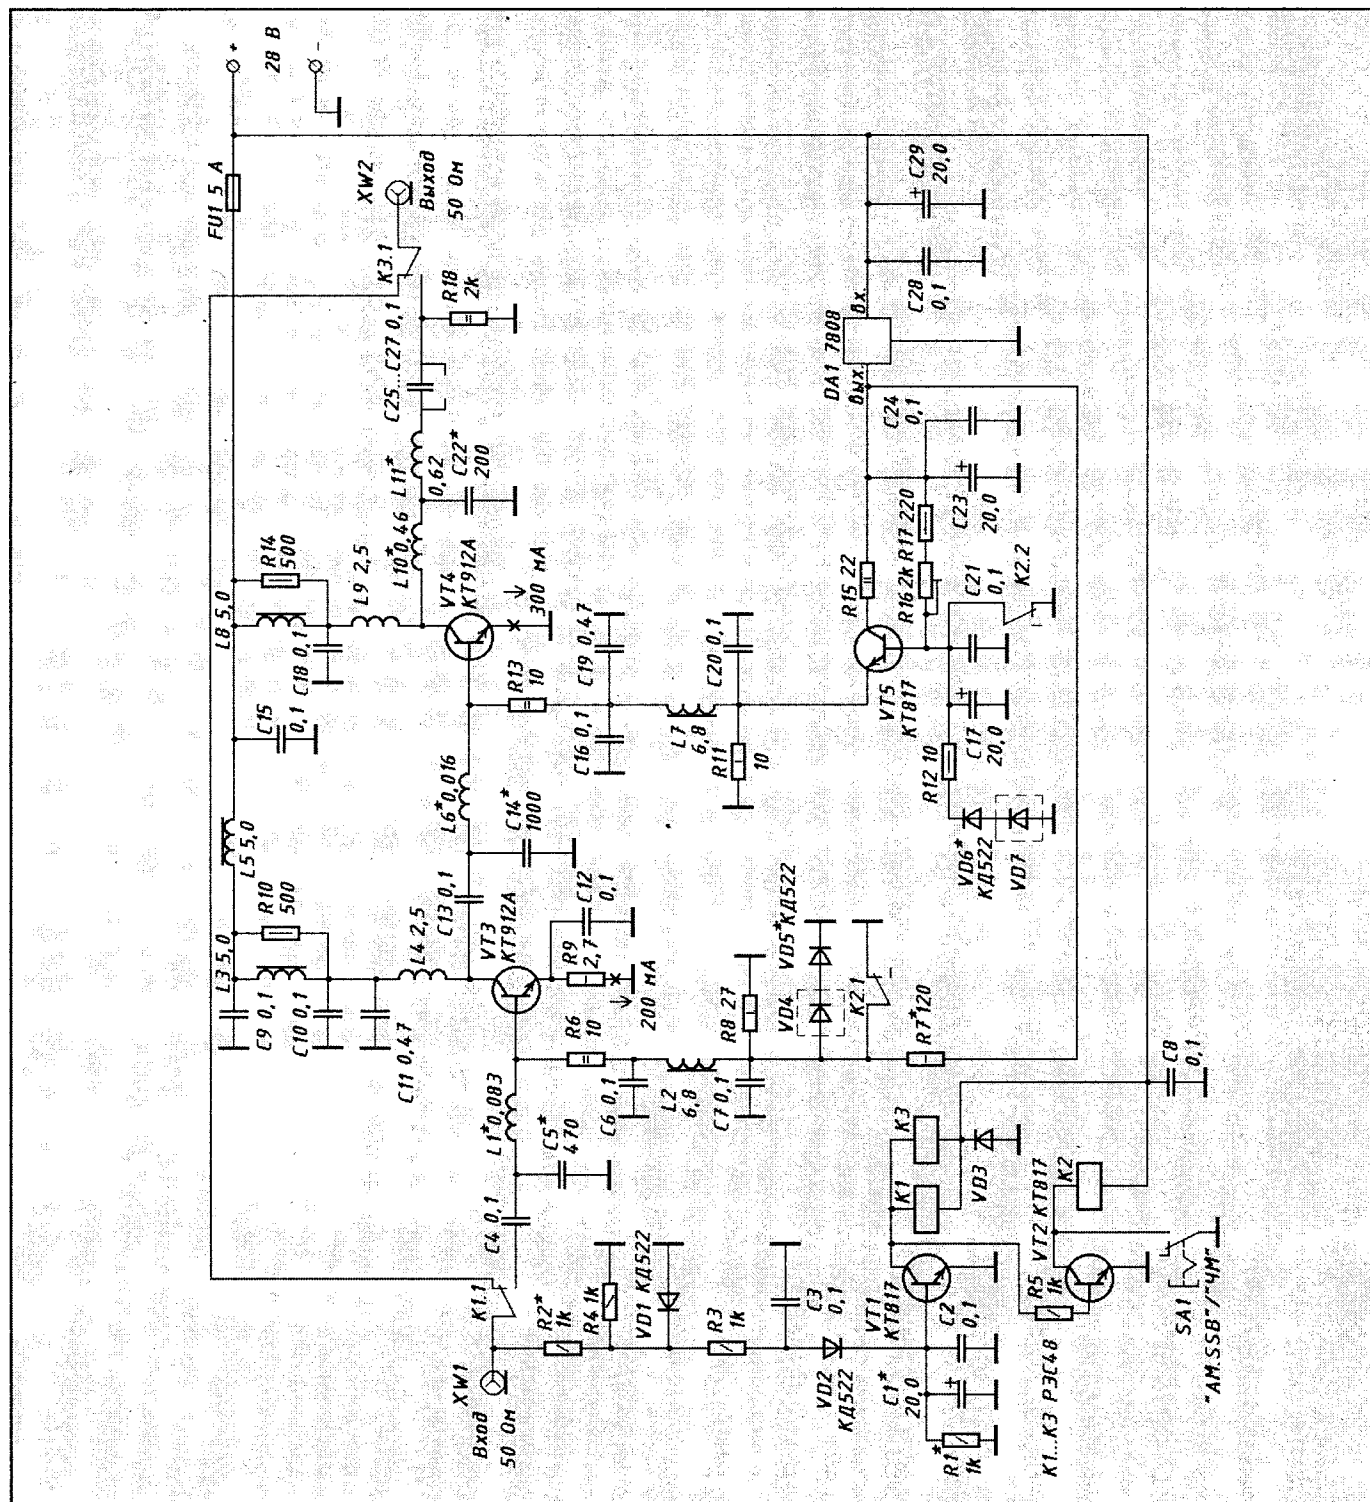 FU1 5 А
+
28 В
-
XW2
Выход
50 Ом
K3.1
R18
2k
C25...C27 0,1
L11*
0,62
C22*
200
L10* 0,46
L8 5,0
R14
500
L9 2,5
C18 0,1
C15
0,1
VT4
КТ912А
300 мА
R13
10
C19 0,47
C16 0,1
L7
6,8
C20 0,1
R11
10
L6* 0,016
C14*
1000
L5 5,0
L3 5,0
R10
500
C9 0,1
C10 0,1
C11 0,47
L4 2,5
C13 0,1
VT3
КТ912А
C12
0,1
R9
2,7
200 мА
R6
10
C6 0,1
L2
6,8
C7 0,1
R8 27
VD4
VD5* КД522
K2.1
R7* 120
L1* 0,083
C5*
470
C4 0,1
K1.1
XW1
Вход
50 Ом
R2*
1k
R4 1k
VD1 КД522
R3
1k
C3
0,1
VD2
КД522
C1*
20,0
C2
0,1
R1*
1k
VT1
КТ817
K1
K3
VD3
R5
1k
VT2 КТ817
K2
C8
0,1
SA1
"АМ.SSB"/"ЧМ"
K1...K3 РЭС48
DA1 7808
Вх.
Вых.
C28
0,1
C29
20,0
+
C24
0,1
C23
20,0
+
R15 22
R16 2k
R17 220
C21
0,1
K2.2
VT5
КТ817
C17
20,0
+
R12 10
VD6*
КД522
VD7